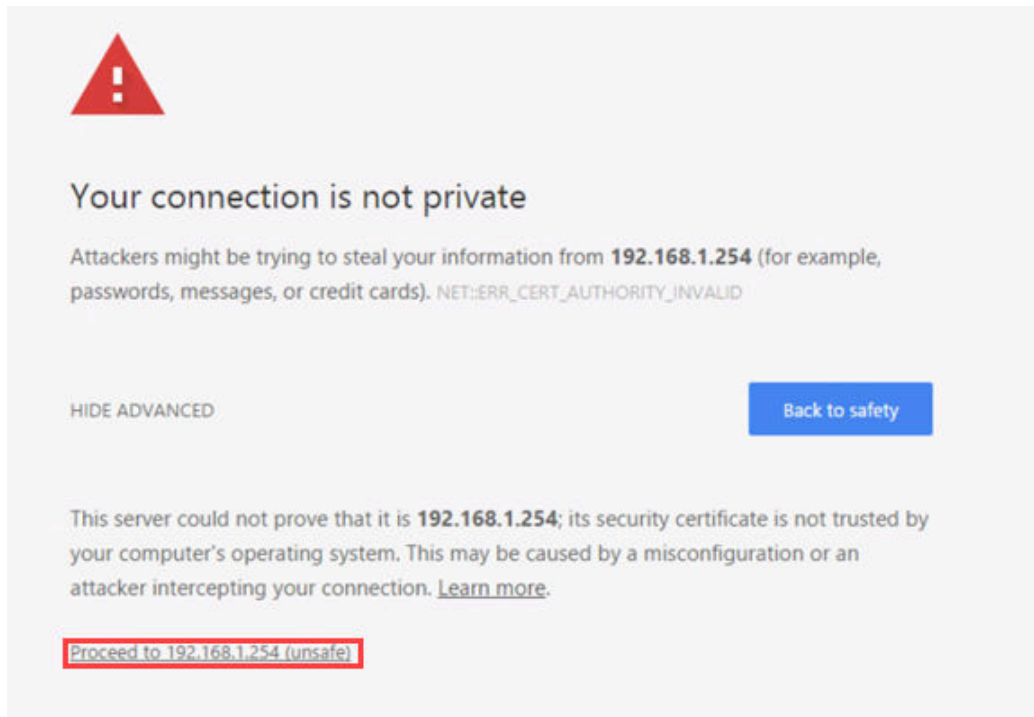 Your connection is not private
Attackers might be trying to steal your information from 192.168.1.254 (for example,
passwords, messages, or credit cards). NET::ERR_CERT_AUTHORITY_INVALID
HIDE ADVANCED
Back to safety
This server could not prove that it is 192.168.1.254; its security certificate is not trusted by
your computer's operating system. This may be caused by a misconfiguration or an
attacker intercepting your connection. Learn more.
Proceed to 192.168.1.254 (unsafe)